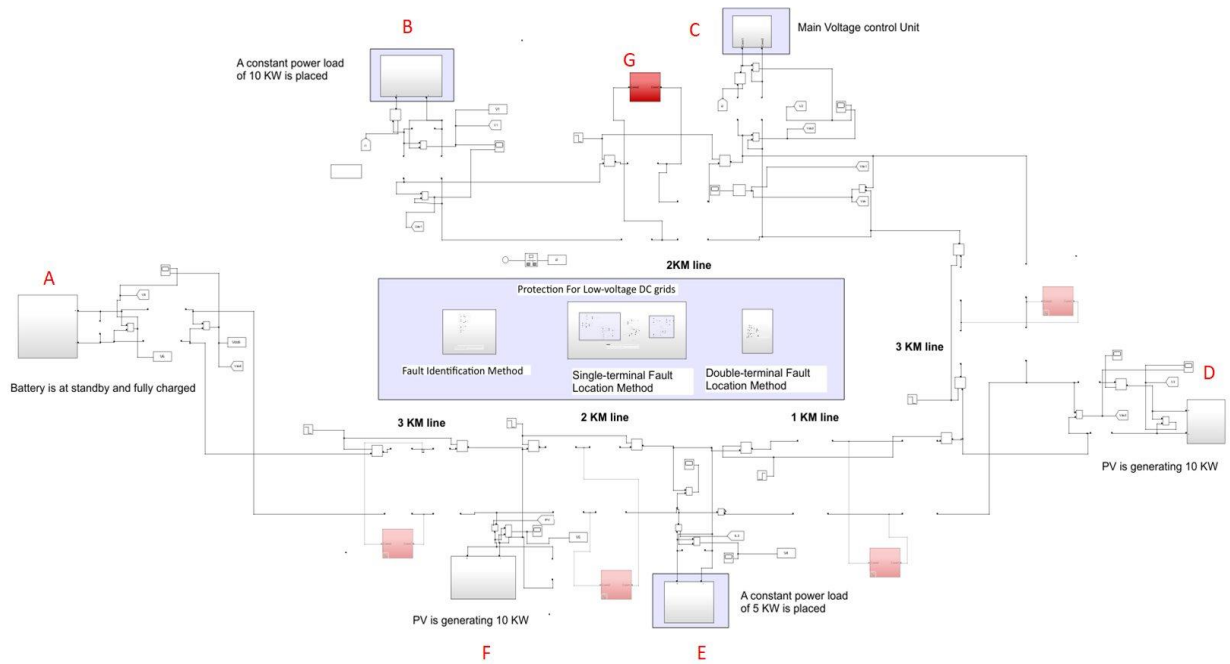 B
C
Main Voltage control Unit
A constant power load
of 10 KW is placed
G
2KM line
A
Protection For Low-voltage DC grids
3 KM line
Fault Identification Method
Single-terminal Fault
Location Method
Double-terminal Fault
Location Method
Battery is at standby and fully charged
D
3 KM line
2 KM line
1 KM line
PV is generating 10 KW
A constant power load
of 5 KW is placed
PV is generating 10 KW
F
E